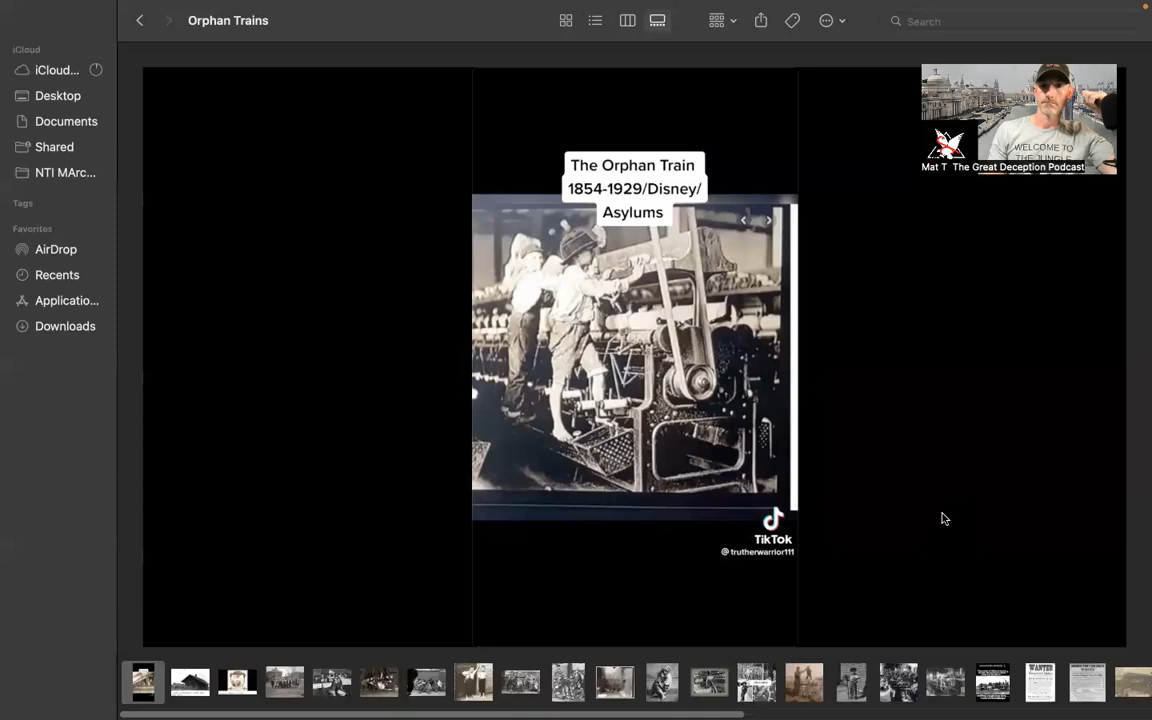 Orphan Trains
Search
iCloud
iCloud...
Desktop
Documents
Shared
NTI MArc...
Tags
Favorites
AirDrop
Recents
Applicatio...
Downloads
The Orphan Train
1854-1929/Disney/
Asylums
TikTok
@trutherwarrior111
WELCOME TO
THE JUNGLE
Mat T The Great Deception Podcast
WANTED